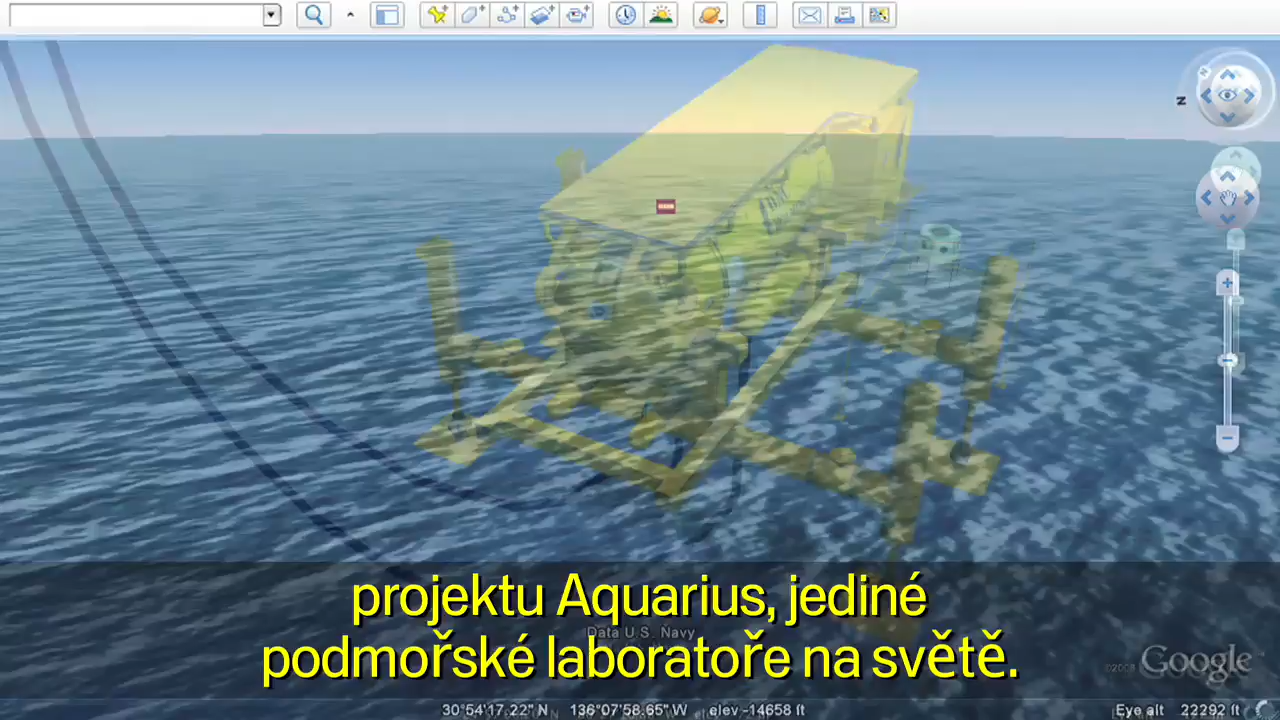 projektu Aquarius, jediné
Data U.S. Navy
podmořské laboratoře na světě.
©2008 Google
30°54'17.22" N 136°07'58.65" W elev -14658 ft Eye alt 22292 ft